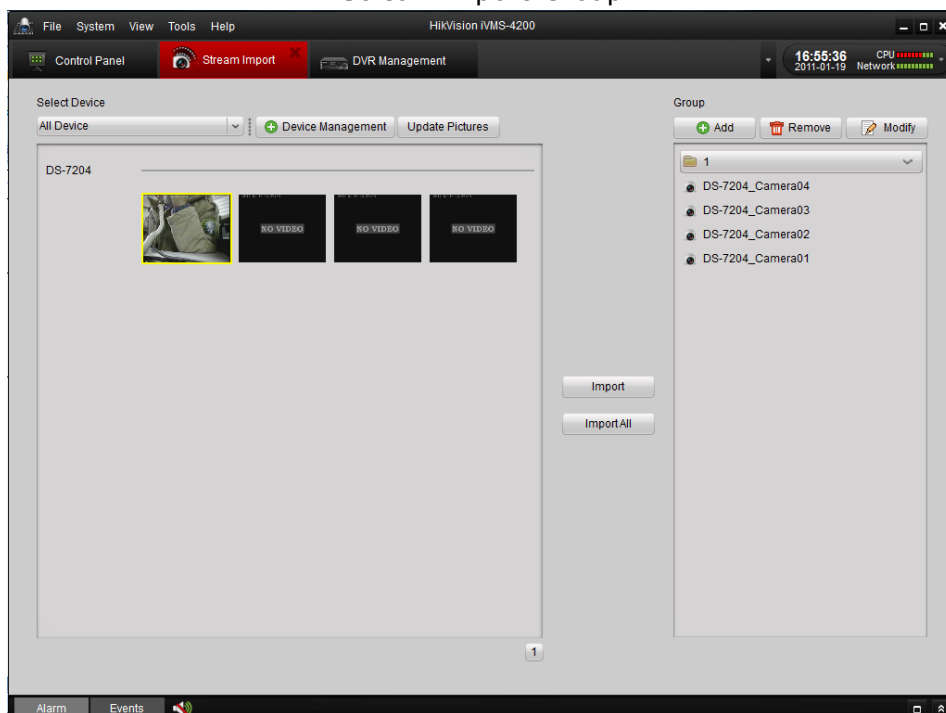 File System View Tools Help HikVision iVMS-4200
Control Panel Stream Import DVR Management 16:55:36 CPU
2011-01-19 Network
Select Device Group
All Device Device Management Update Pictures Add Remove Modify
DS-7204 1
DS-7204_Camera04
DS-7204_Camera03
NO VIDEO NO VIDEO NO VIDEO
DS-7204_Camera02
DS-7204_Camera01
Import
Import All
1
Alarm Events